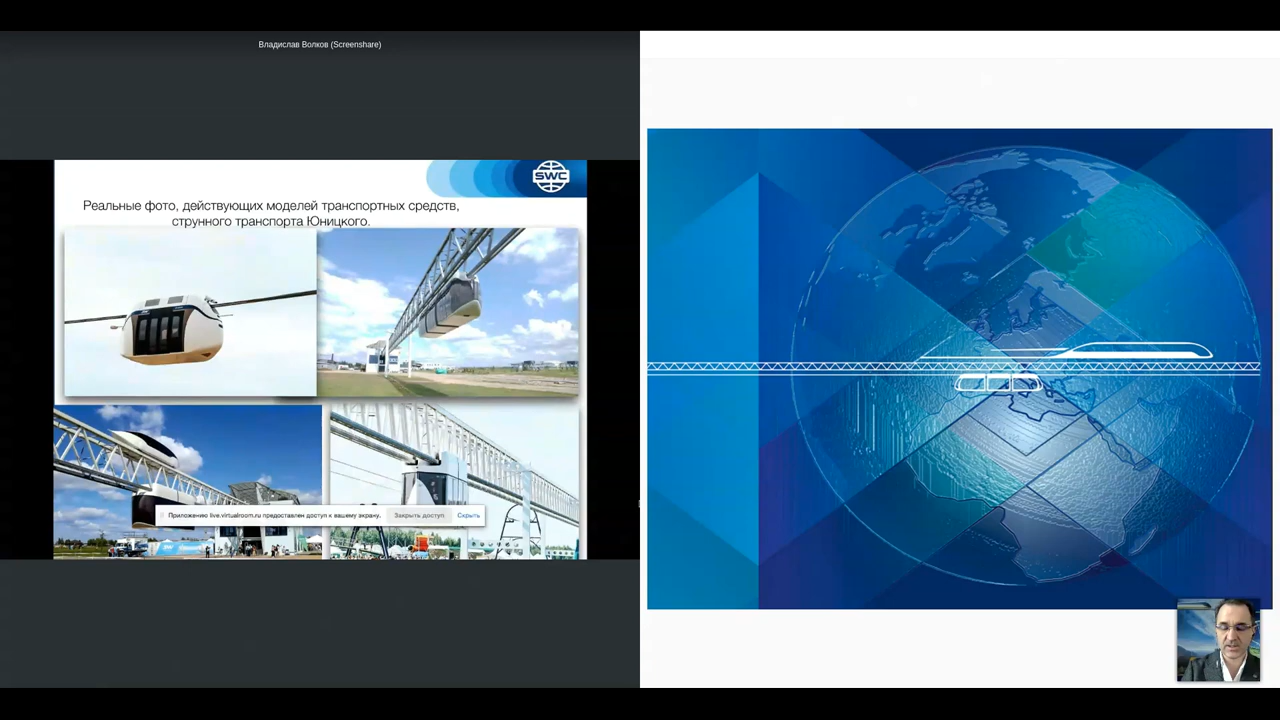 Владислав Волков (Screenshare)
SWC
Реальные фото, действующих моделей транспортных средств,
струнного транспорта Юницкого.
Приложению live.virtualroom.ru предоставлен доступ к вашему экрану.
Закрыть доступ
Скрыть